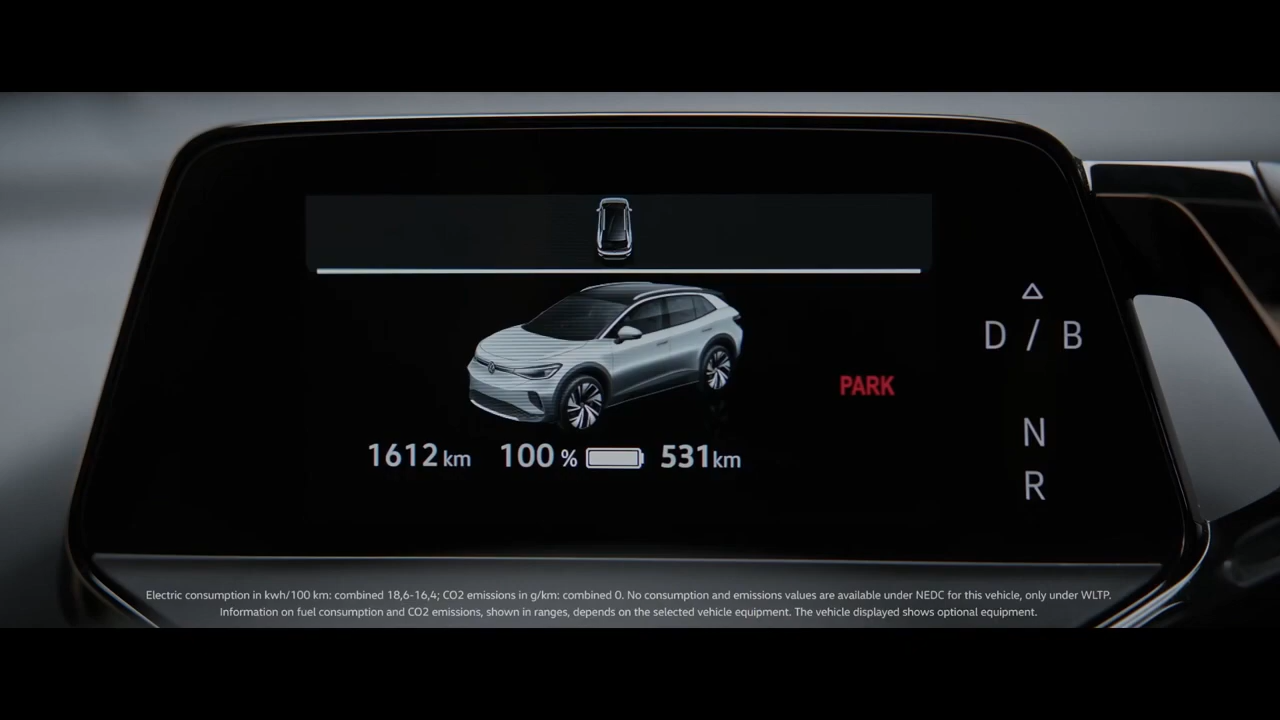 D / B
PARK
N
1612 km 100 % 531km
R
Electric consumption in kwh/100 km: combined 18,6-16,4; CO2 emissions in g/km: combined 0. No consumption and emissions values are available under NEDC for this vehicle, only under WLTP.
Information on fuel consumption and CO2 emissions, shown in ranges, depends on the selected vehicle equipment. The vehicle displayed shows optional equipment.